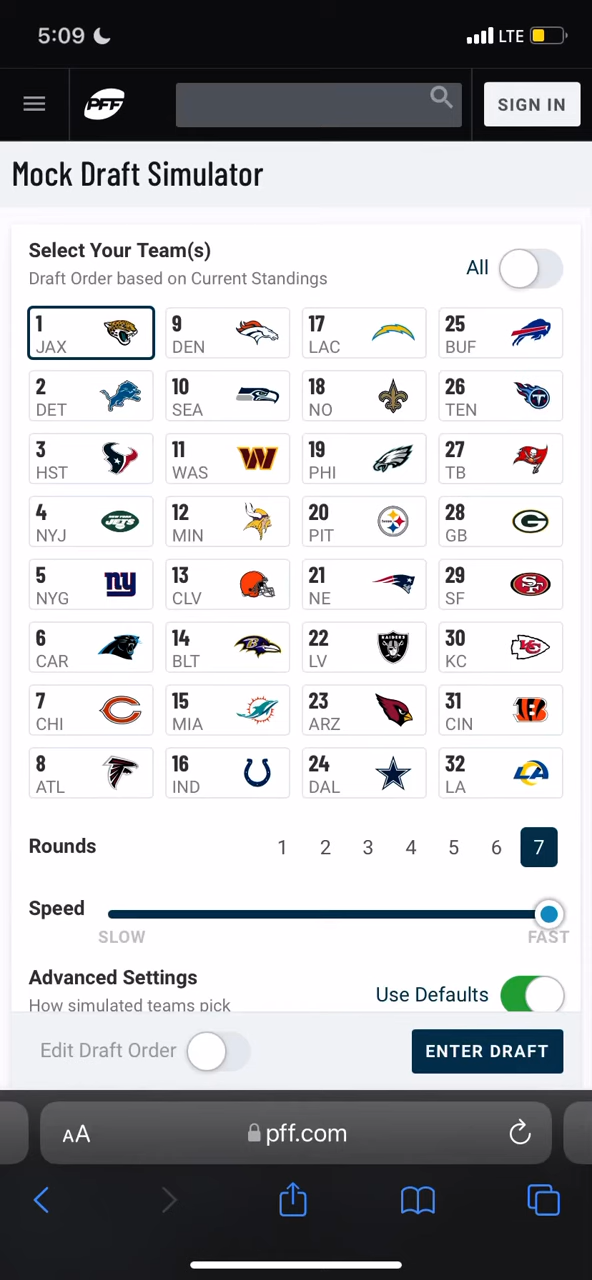 5:09
LTE
PFF
SIGN IN
Mock Draft Simulator
Select Your Team(s)
Draft Order based on Current Standings
All
1 JAX
9 DEN
17 LAC
25 BUF
2 DET
10 SEA
18 NO
26 TEN
3 HST
11 WAS
19 PHI
27 TB
4 NYJ
12 MIN
20 PIT
28 GB
5 NYG
13 CLV
21 NE
29 SF
6 CAR
14 BLT
22 LV
30 KC
7 CHI
15 MIA
23 ARZ
31 CIN
8 ATL
16 IND
24 DAL
32 LA
Rounds 1 2 3 4 5 6 7
Speed
SLOW FAST
Advanced Settings
How simulated teams pick
Use Defaults
Edit Draft Order
ENTER DRAFT
AA pff.com